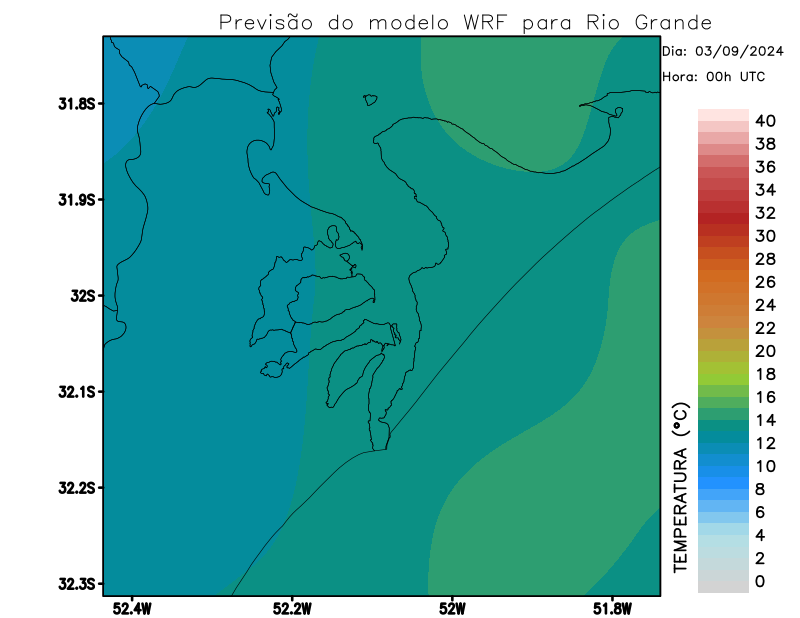 Previsão do modelo WRF para Rio Grande
Dia: 03/09/2024
Hora: 00h UTC
31.8S
31.9S
32S
32.1S
32.2S
32.3S
52.4W
52.2W
52W
51.8W
TEMPERATURA (°C)
40
38
36
34
32
30
28
26
24
22
20
18
16
14
12
10
8
6
4
2
0